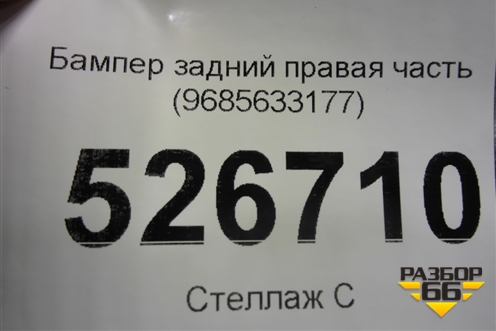 Бампер задний правая часть
(9685633177)
526710
Стеллаж С
РАЗБОР
66